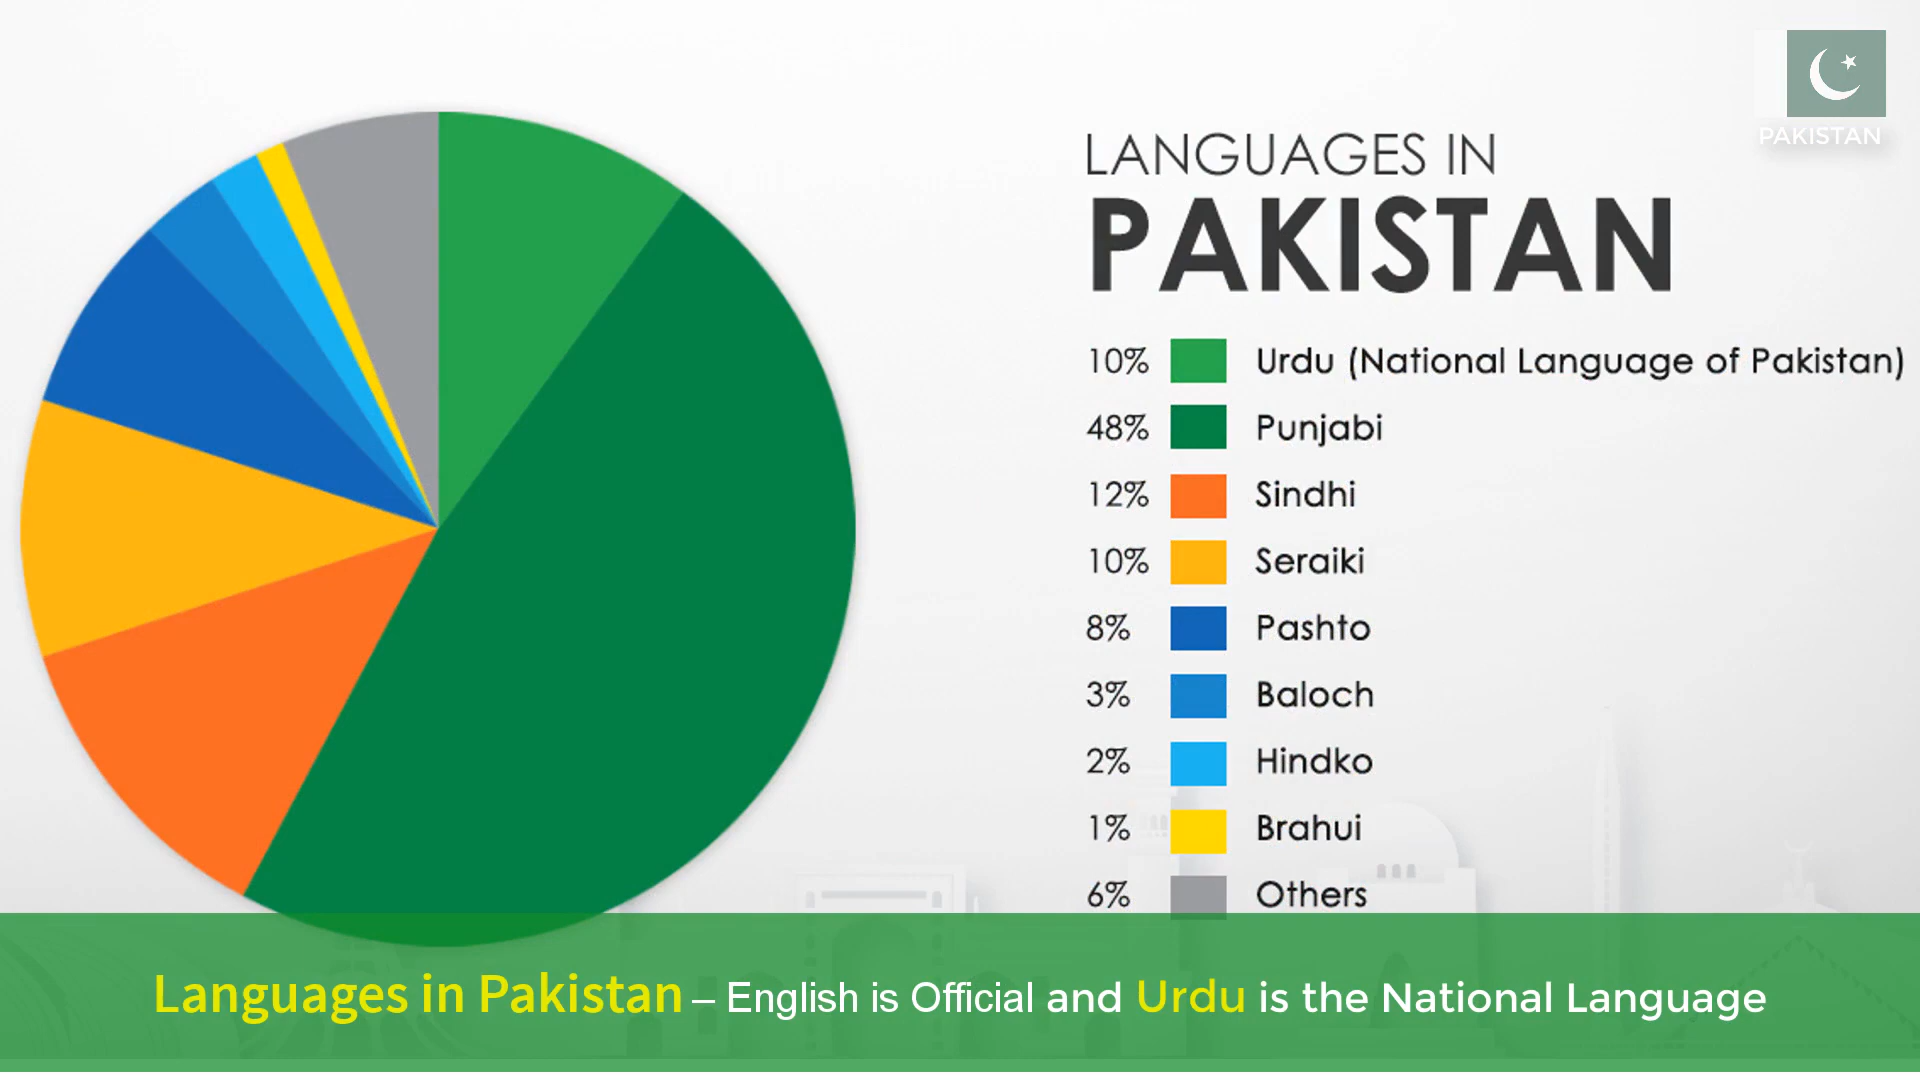 PAKISTAN
LANGUAGES IN
PAKISTAN
10% Urdu (National Language of Pakistan)
48% Punjabi
12% Sindhi
10% Seraiki
8% Pashto
3% Baloch
2% Hindko
1% Brahui
6% Others
Languages in Pakistan – English is Official and Urdu is the National Language